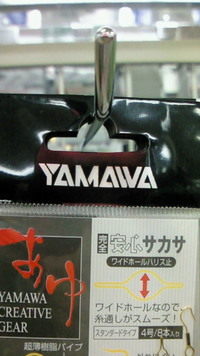 YAMAWA
完全安心サカサ
ワイドホールハリス止
あゆ
YAMAWA
CREATIVE
GEAR
ワイドホールなので
糸通しがスムーズ!
スタンダードタイプ 4号/8本入り
超薄樹脂パイプ